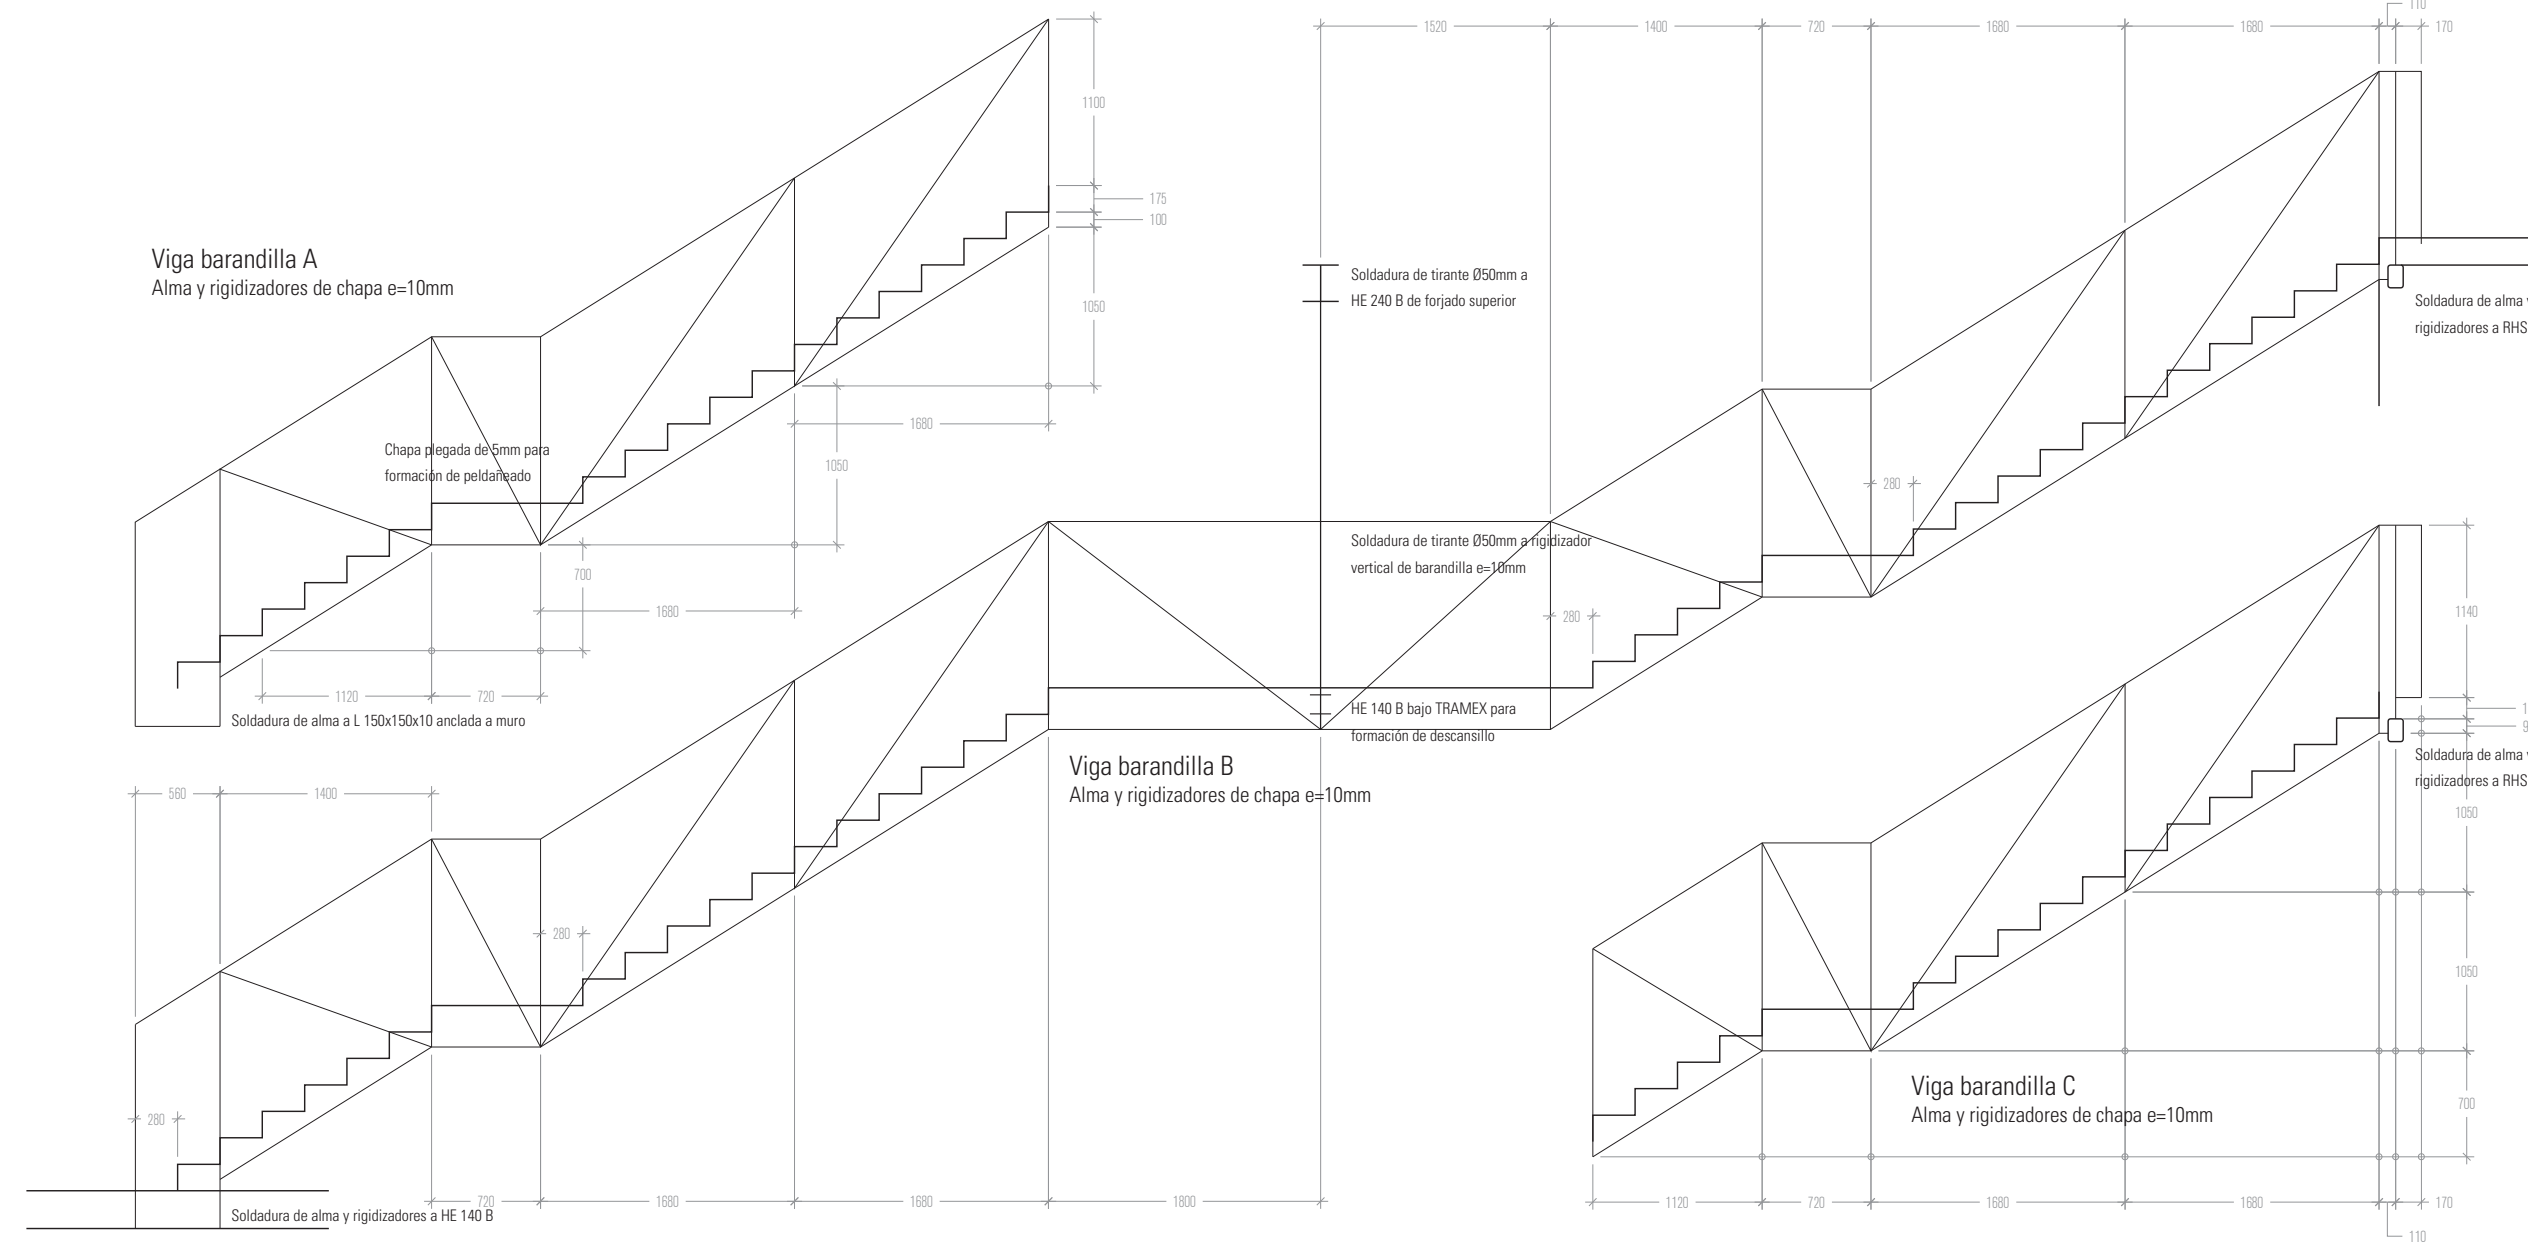 110
1520
1400
720
1680
1680
170
1100
175
100
1050
Viga barandilla A
Alma y rigidizadores de chapa e=10mm
Soldadura de tirante Ø50mm a
HE 240 B de forjado superior
Soldadura de alma y
rigidizadores a RHS
1680
Chapa plegada de 5mm para
formación de peldañeado
1050
280
Soldadura de tirante Ø50mm a rigidizador
vertical de barandilla e=10mm
700
1680
280
1140
1120
720
Soldadura de alma a L 150x150x10 anclada a muro
HE 140 B bajo TRAMEX para
formación de descansillo
Viga barandilla B
Alma y rigidizadores de chapa e=10mm
Soldadura de alma y
rigidizadores a RHS
560
1400
1050
280
1050
Viga barandilla C
Alma y rigidizadores de chapa e=10mm
700
280
720
1680
1680
1800
1120
720
1680
1680
170
Soldadura de alma y rigidizadores a HE 140 B
110